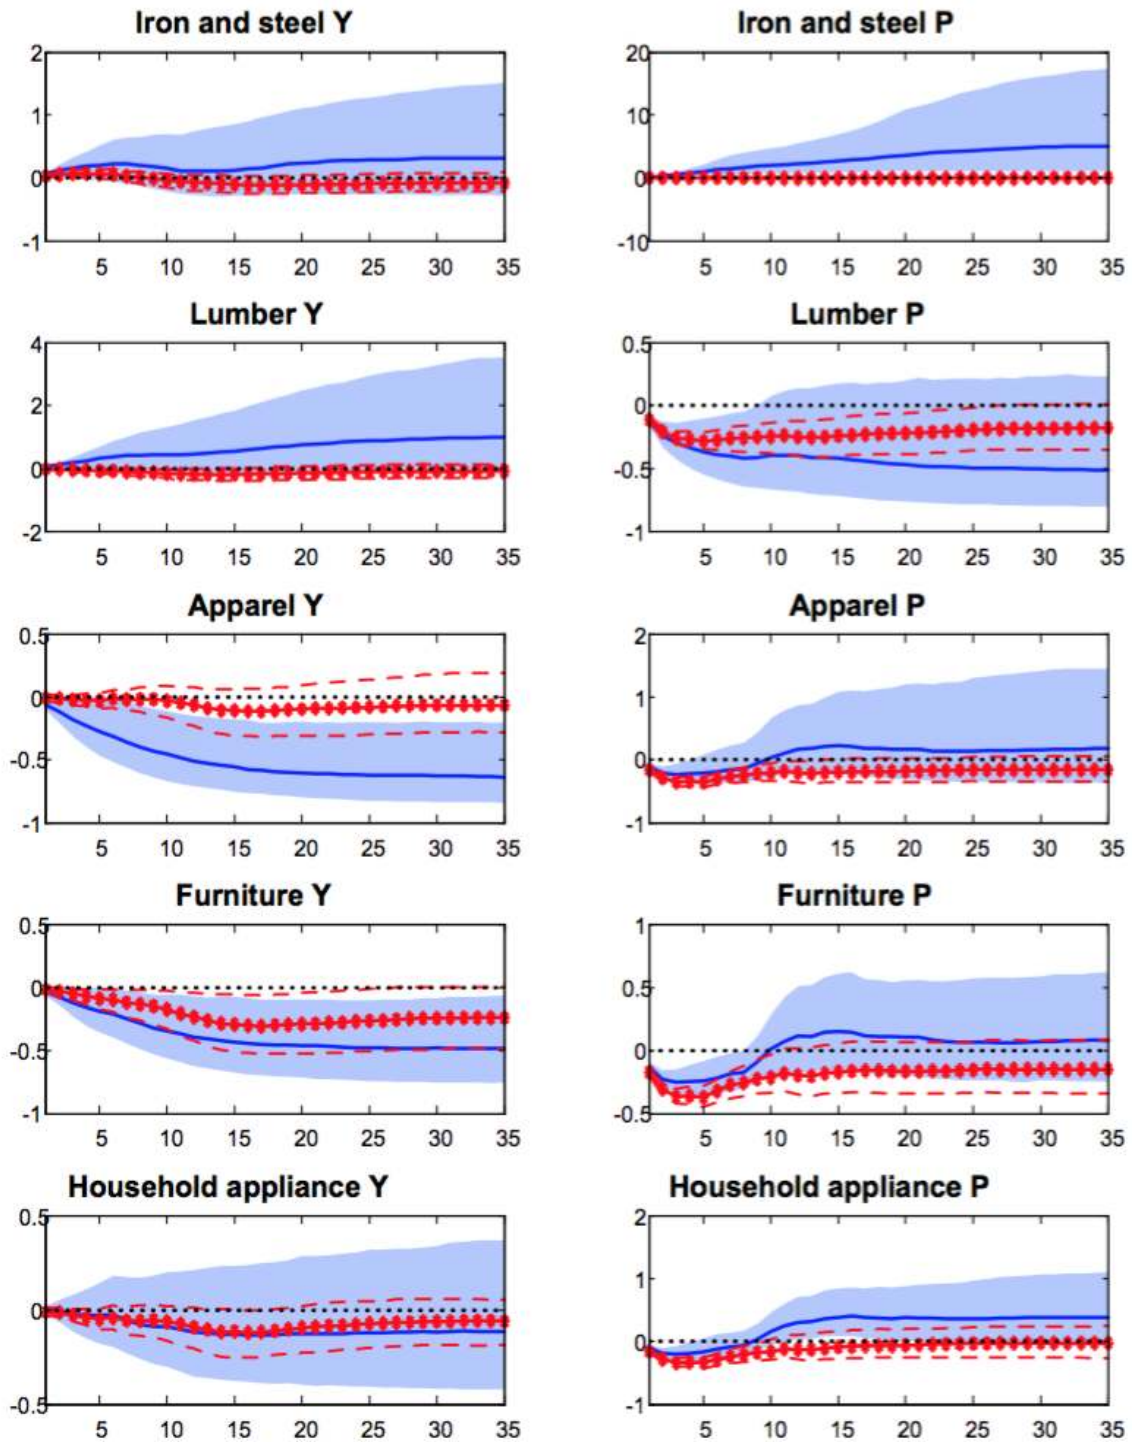 Iron and steel Y
Iron and steel P
2
1
0
-1
5 10 15 20 25 30 35
20
10
0
-10
5 10 15 20 25 30 35
Lumber Y
Lumber P
4
2
0
-2
5 10 15 20 25 30 35
0.5
0
-0.5
-1
5 10 15 20 25 30 35
Apparel Y
Apparel P
0.5
0
-0.5
-1
5 10 15 20 25 30 35
2
1
0
-1
5 10 15 20 25 30 35
Furniture Y
Furniture P
0.5
0
-0.5
-1
5 10 15 20 25 30 35
1
0.5
0
-0.5
5 10 15 20 25 30 35
Household appliance Y
Household appliance P
0.5
0
-0.5
5 10 15 20 25 30 35
2
1
0
-1
5 10 15 20 25 30 35